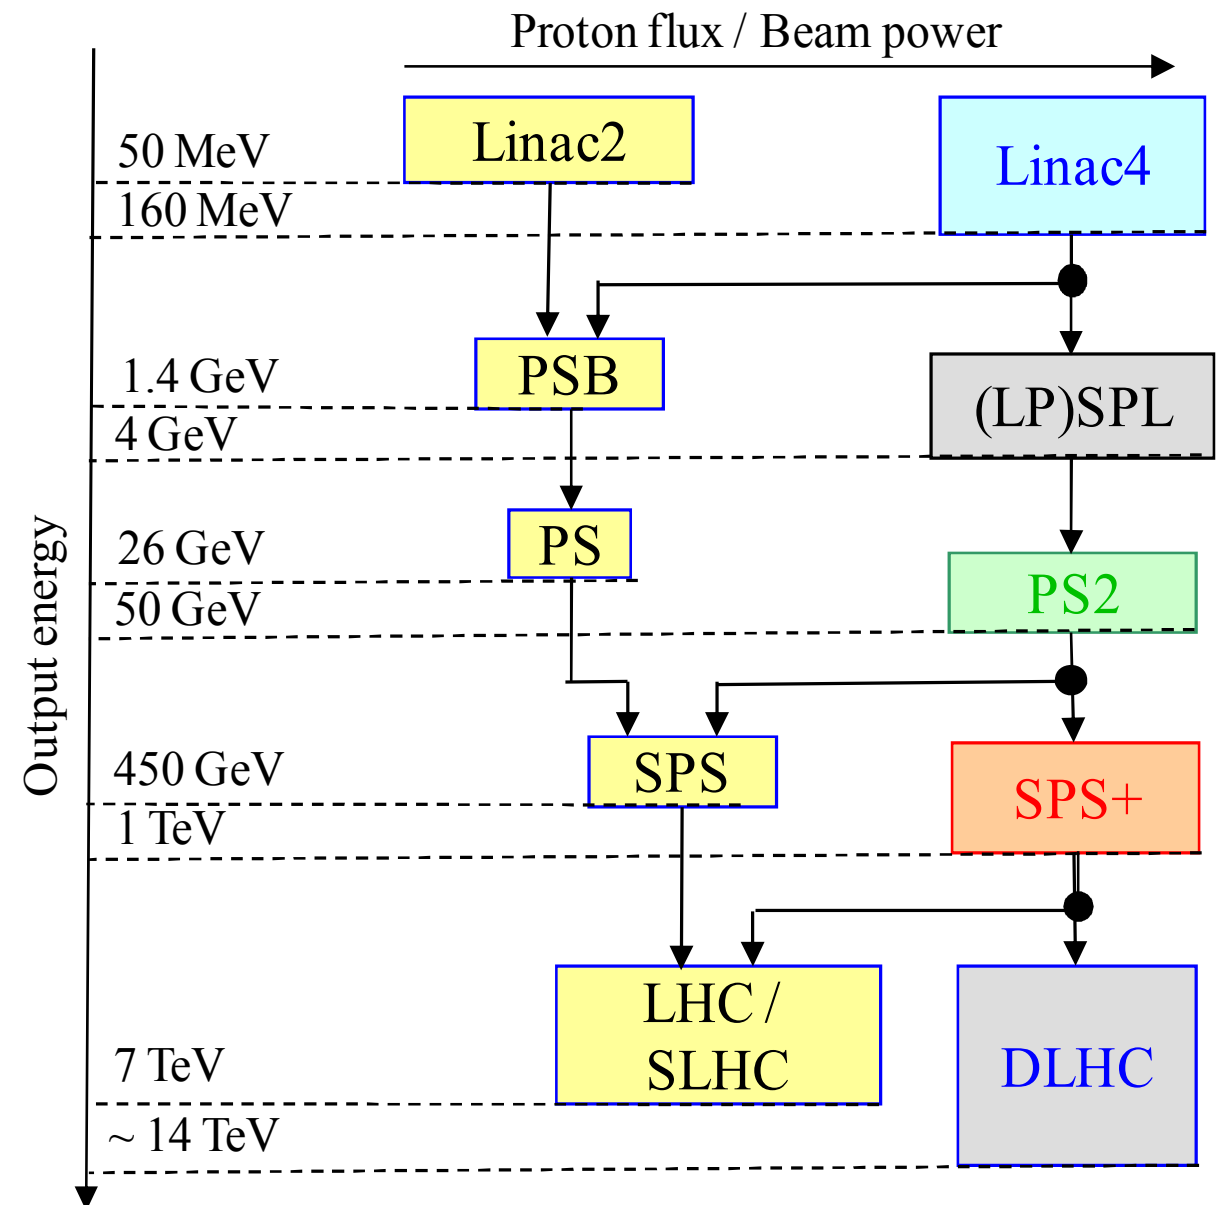 Proton flux / Beam power
Linac2
Linac4
50 MeV
160 MeV
PSB
1.4 GeV
(LP)SPL
4 GeV
PS
26 GeV
PS2
50 GeV
Output energy
SPS
450 GeV
SPS+
1 TeV
LHC /
SLHC
7 TeV
DLHC
~ 14 TeV